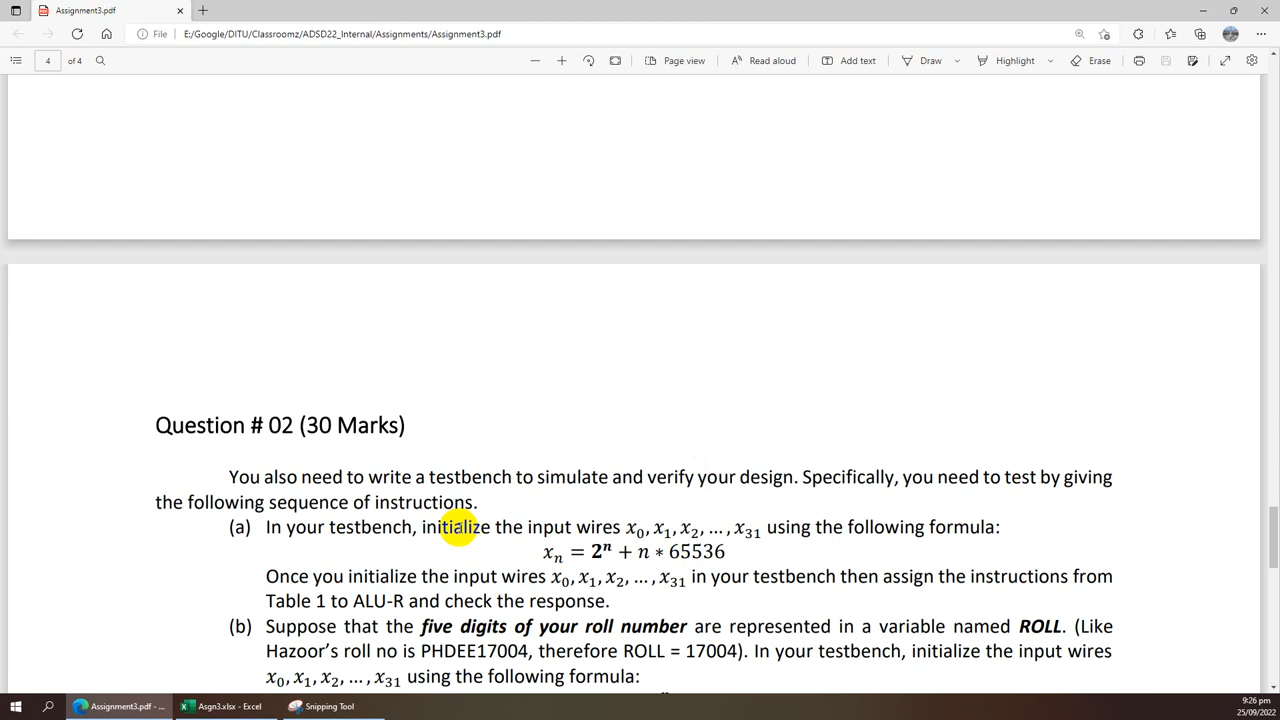 Assignment3.pdf
File E:/Google/DITU/Classroomz/ADSD22_Internal/Assignments/Assignment3.pdf
4 of 4 Page view Read aloud Add text Draw Highlight Erase
Question # 02 (30 Marks)
You also need to write a testbench to simulate and verify your design. Specifically, you need to test by giving
the following sequence of instructions.
(a) In your testbench, initialize the input wires x₀, x₁, x₂, … , x₃₁ using the following formula:
xₙ = 2ⁿ + n ∗ 65536
Once you initialize the input wires x₀, x₁, x₂, … , x₃₁ in your testbench then assign the instructions from
Table 1 to ALU-R and check the response.
(b) Suppose that the five digits of your roll number are represented in a variable named ROLL. (Like
Hazoor’s roll no is PHDEE17004, therefore ROLL = 17004). In your testbench, initialize the input wires
x₀, x₁, x₂, … , x₃₁ using the following formula:
Assignment3.pdf - ... Asgn3.xlsx - Excel Snipping Tool
9:26 pm
25/09/2022